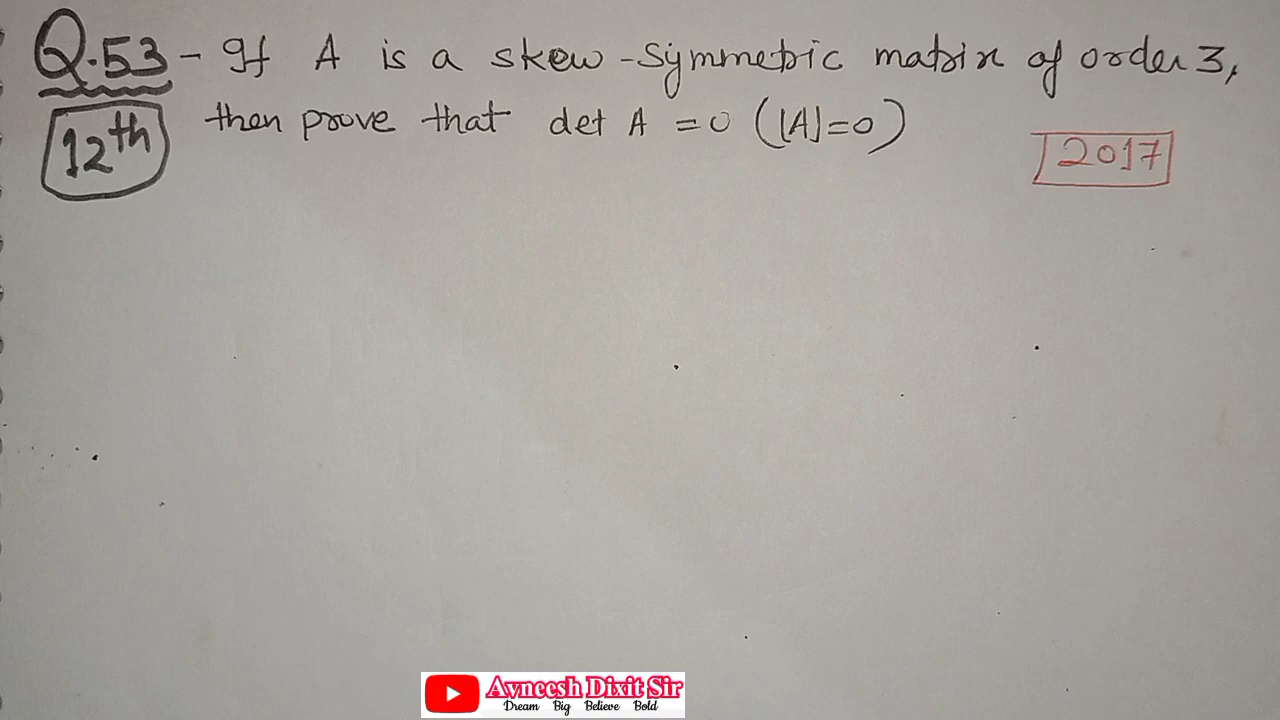 Q.53 - If A is a skew-symmetric matrix of order 3,
12th then prove that det A = 0 (|A|=0)
2017
Avneesh Dixit Sir
Dream Big Believe Bold